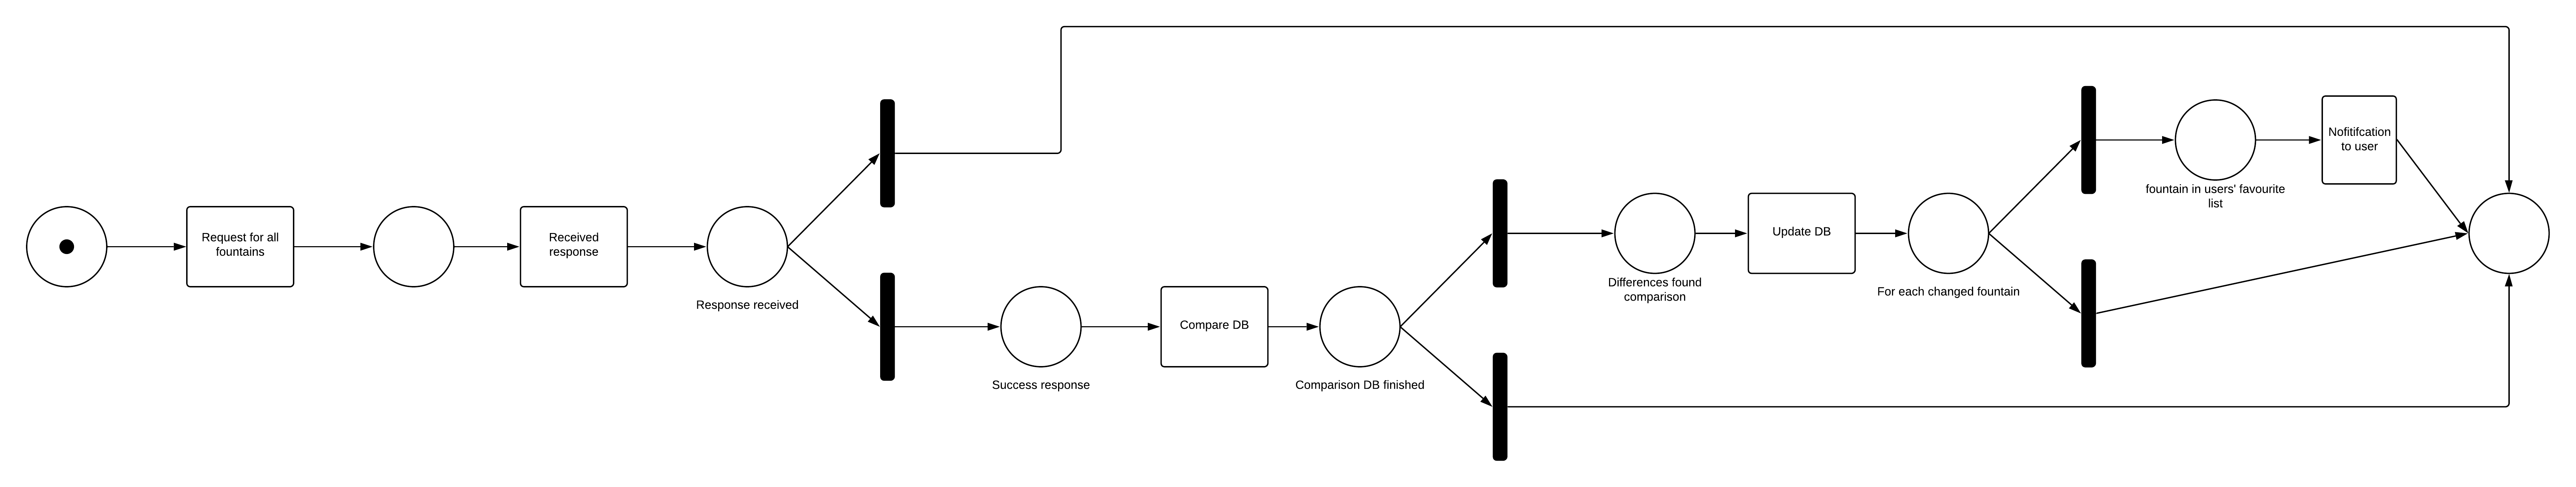 Request for all
fountains
Received
response
Response received
Success response
Compare DB
Comparison DB finished
Differences found
comparison
Update DB
For each changed fountain
fountain in users' favourite
list
Nofitifcation
to user